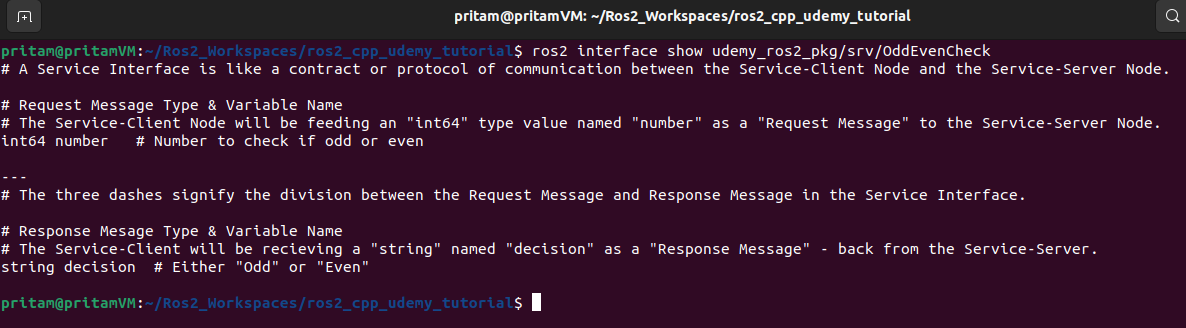 pritam@pritamVM: ~/Ros2_Workspaces/ros2_cpp_udemy_tutorial
pritam@pritamVM:~/Ros2_Workspaces/ros2_cpp_udemy_tutorial$ ros2 interface show udemy_ros2_pkg/srv/OddEvenCheck
# A Service Interface is like a contract or protocol of communication between the Service-Client Node and the Service-Server Node.
# Request Message Type & Variable Name
# The Service-Client Node will be feeding an "int64" type value named "number" as a "Request Message" to the Service-Server Node.
int64 number   # Number to check if odd or even
---
# The three dashes signify the division between the Request Message and Response Message in the Service Interface.
# Response Mesage Type & Variable Name
# The Service-Client will be recieving a "string" named "decision" as a "Response Message" - back from the Service-Server.
string decision  # Either "Odd" or "Even"
pritam@pritamVM:~/Ros2_Workspaces/ros2_cpp_udemy_tutorial$